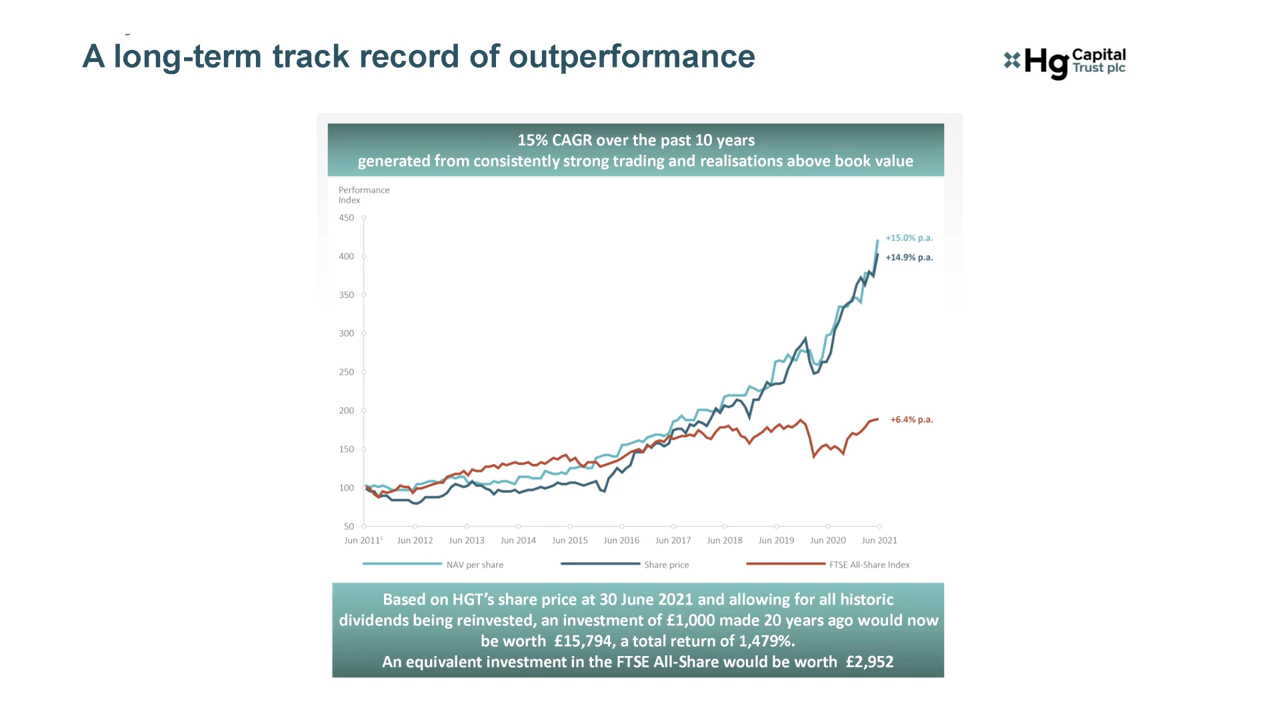 A long-term track record of outperformance
Hg Capital
Trust plc
15% CAGR over the past 10 years
generated from consistently strong trading and realisations above book value
Performance
Index
450
400
350
300
250
200
150
100
50
+15.0% p.a.
+14.9% p.a.
+6.4% p.a.
Jun 2011¹ Jun 2012 Jun 2013 Jun 2014 Jun 2015 Jun 2016 Jun 2017 Jun 2018 Jun 2019 Jun 2020 Jun 2021
NAV per share Share price FTSE All-Share Index
Based on HGT’s share price at 30 June 2021 and allowing for all historic
dividends being reinvested, an investment of £1,000 made 20 years ago would now
be worth £15,794, a total return of 1,479%.
An equivalent investment in the FTSE All-Share would be worth £2,952